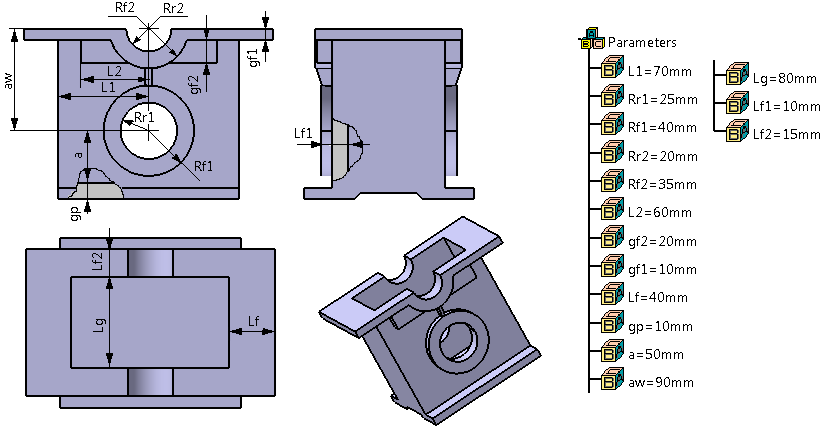 Rf2
Rr2
gf1
gf2
L2
L1
aw
Rr1
Rf1
a
gp
Lf1
Lf2
Lg
Lf
A
B C
Parameters
B L1=70mm
B Rr1=25mm
B Rf1=40mm
B Rr2=20mm
B Rf2=35mm
B L2=60mm
B gf2=20mm
B gf1=10mm
B Lf=40mm
B gp=10mm
B a=50mm
B aw=90mm
B Lg=80mm
B Lf1=10mm
B Lf2=15mm